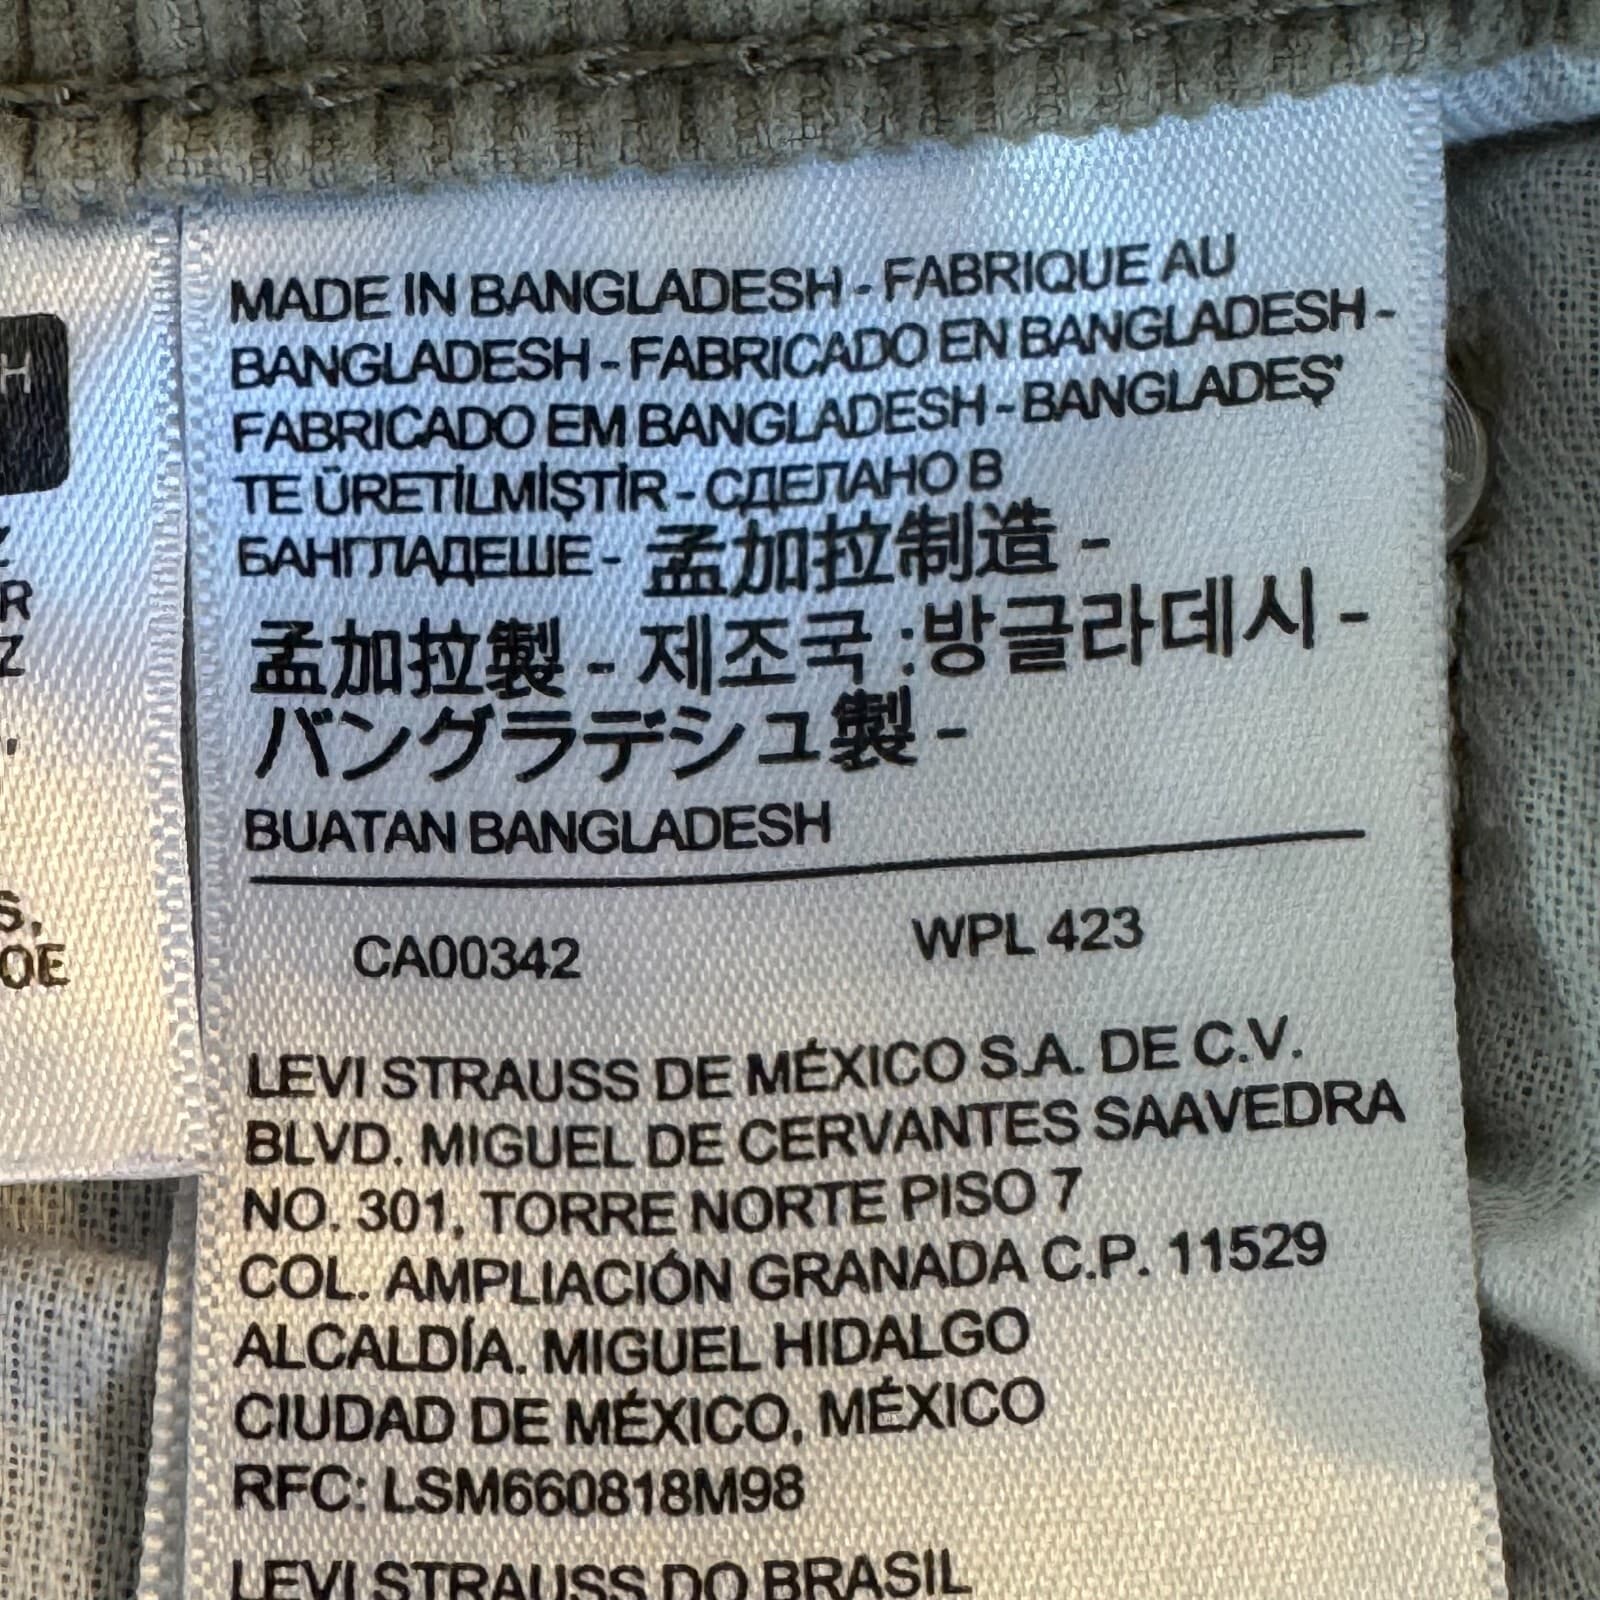 MADE IN BANGLADESH - FABRIQUE AU
BANGLADESH - FABRICADO EN BANGLADESH -
FABRICADO EM BANGLADESH - BANGLADEŞ'
TE ÜRETİLMİŞTİR - СДЕЛАНО В
БАНГЛАДЕШЕ - 孟加拉制造 -
孟加拉製 - 제조국 :방글라데시 -
バングラデシュ製 -
BUATAN BANGLADESH
CA00342 WPL 423
LEVI STRAUSS DE MÉXICO S.A. DE C.V.
BLVD. MIGUEL DE CERVANTES SAAVEDRA
NO. 301, TORRE NORTE PISO 7
COL. AMPLIACIÓN GRANADA C.P. 11529
ALCALDÍA. MIGUEL HIDALGO
CIUDAD DE MÉXICO, MÉXICO
RFC: LSM660818M98
LEVI STRAUSS DO BRASIL